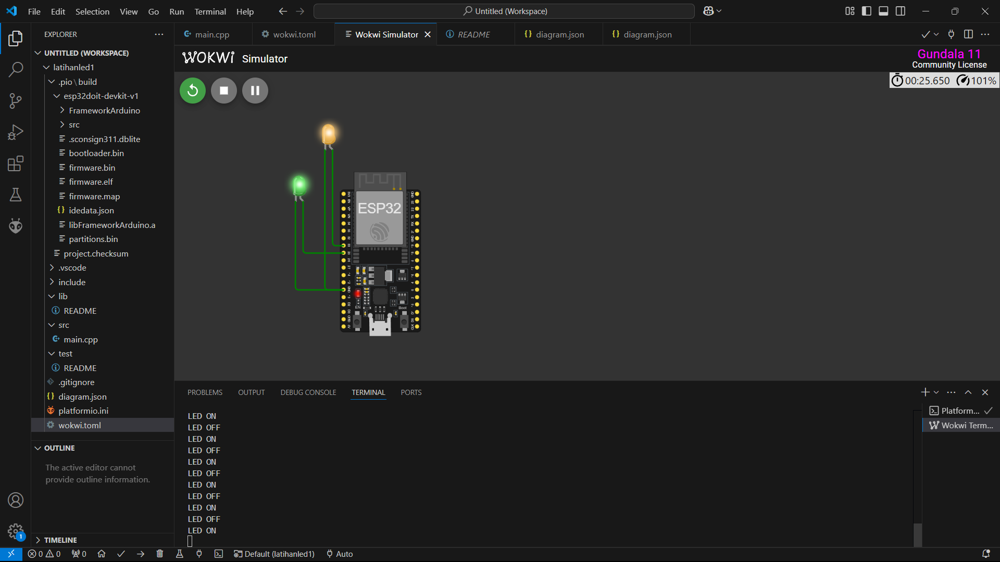 File Edit Selection View Go Run Terminal Help
Untitled (Workspace)
EXPLORER
main.cpp
wokwi.toml
Wokwi Simulator
README
diagram.json
diagram.json
UNTITLED (WORKSPACE)
latihanled1
.pio\build
esp32doit-devkit-v1
FrameworkArduino
src
.sconsign311.dblite
bootloader.bin
firmware.bin
firmware.elf
firmware.map
idedata.json
libFrameworkArduino.a
partitions.bin
project.checksum
.vscode
include
lib
README
src
main.cpp
test
README
.gitignore
diagram.json
platformio.ini
wokwi.toml
OUTLINE
The active editor cannot
provide outline information.
TIMELINE
WOKWI Simulator
Gundala 11
Community License
00:25.650 101%
ESP32
EN
Boot
PROBLEMS OUTPUT DEBUG CONSOLE TERMINAL PORTS
LED ON
LED OFF
LED ON
LED OFF
LED ON
LED OFF
LED ON
LED OFF
LED ON
LED OFF
LED ON
Platform...
Wokwi Term...
1
0 0 0 Default (latihanled1) Auto